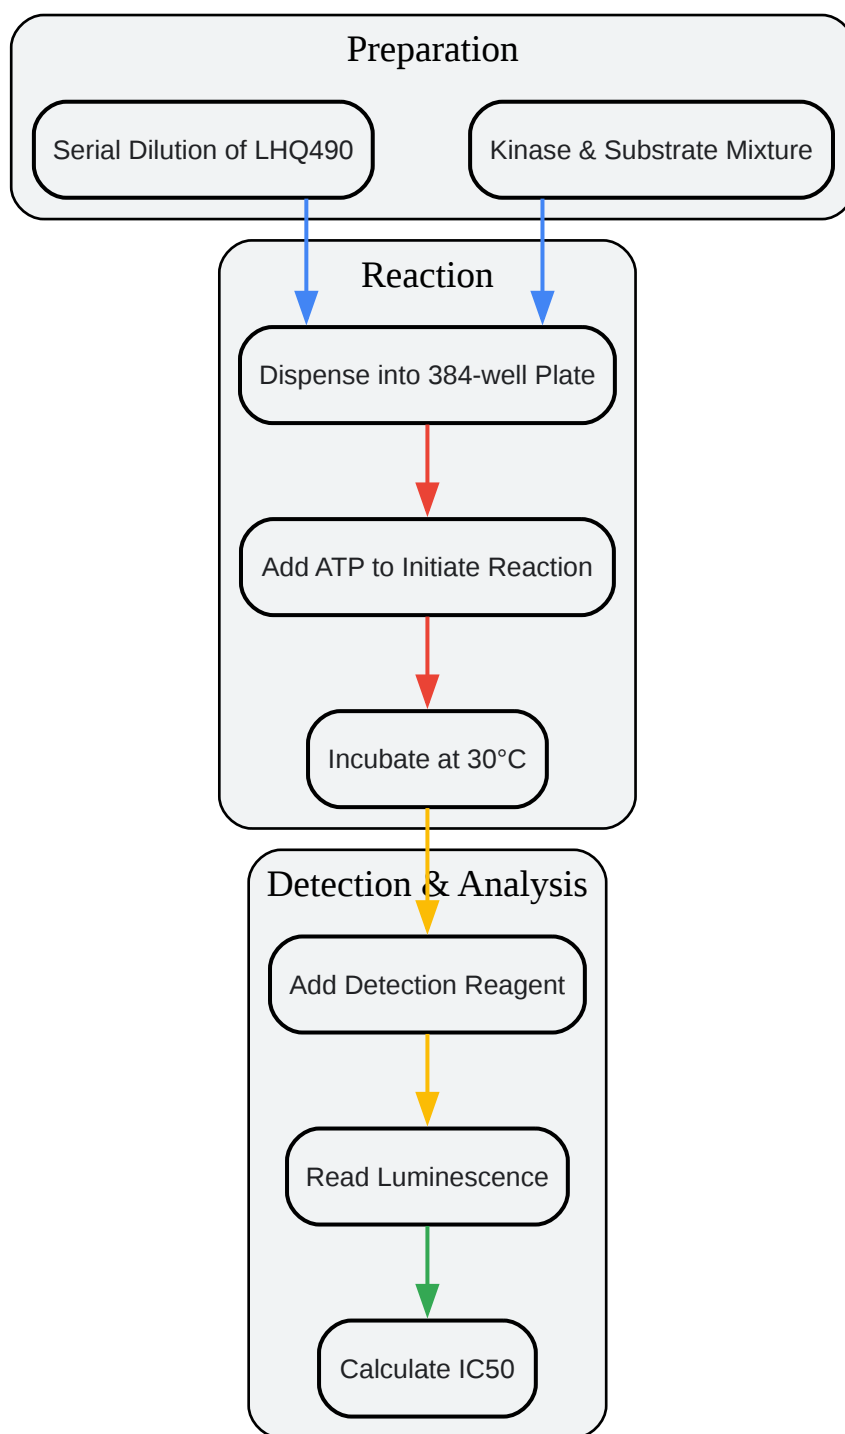 Preparation
Serial Dilution of LHQ490
Kinase & Substrate Mixture
Reaction
Dispense into 384-well Plate
Add ATP to Initiate Reaction
Incubate at 30°C
Detection & Analysis
Add Detection Reagent
Read Luminescence
Calculate IC50